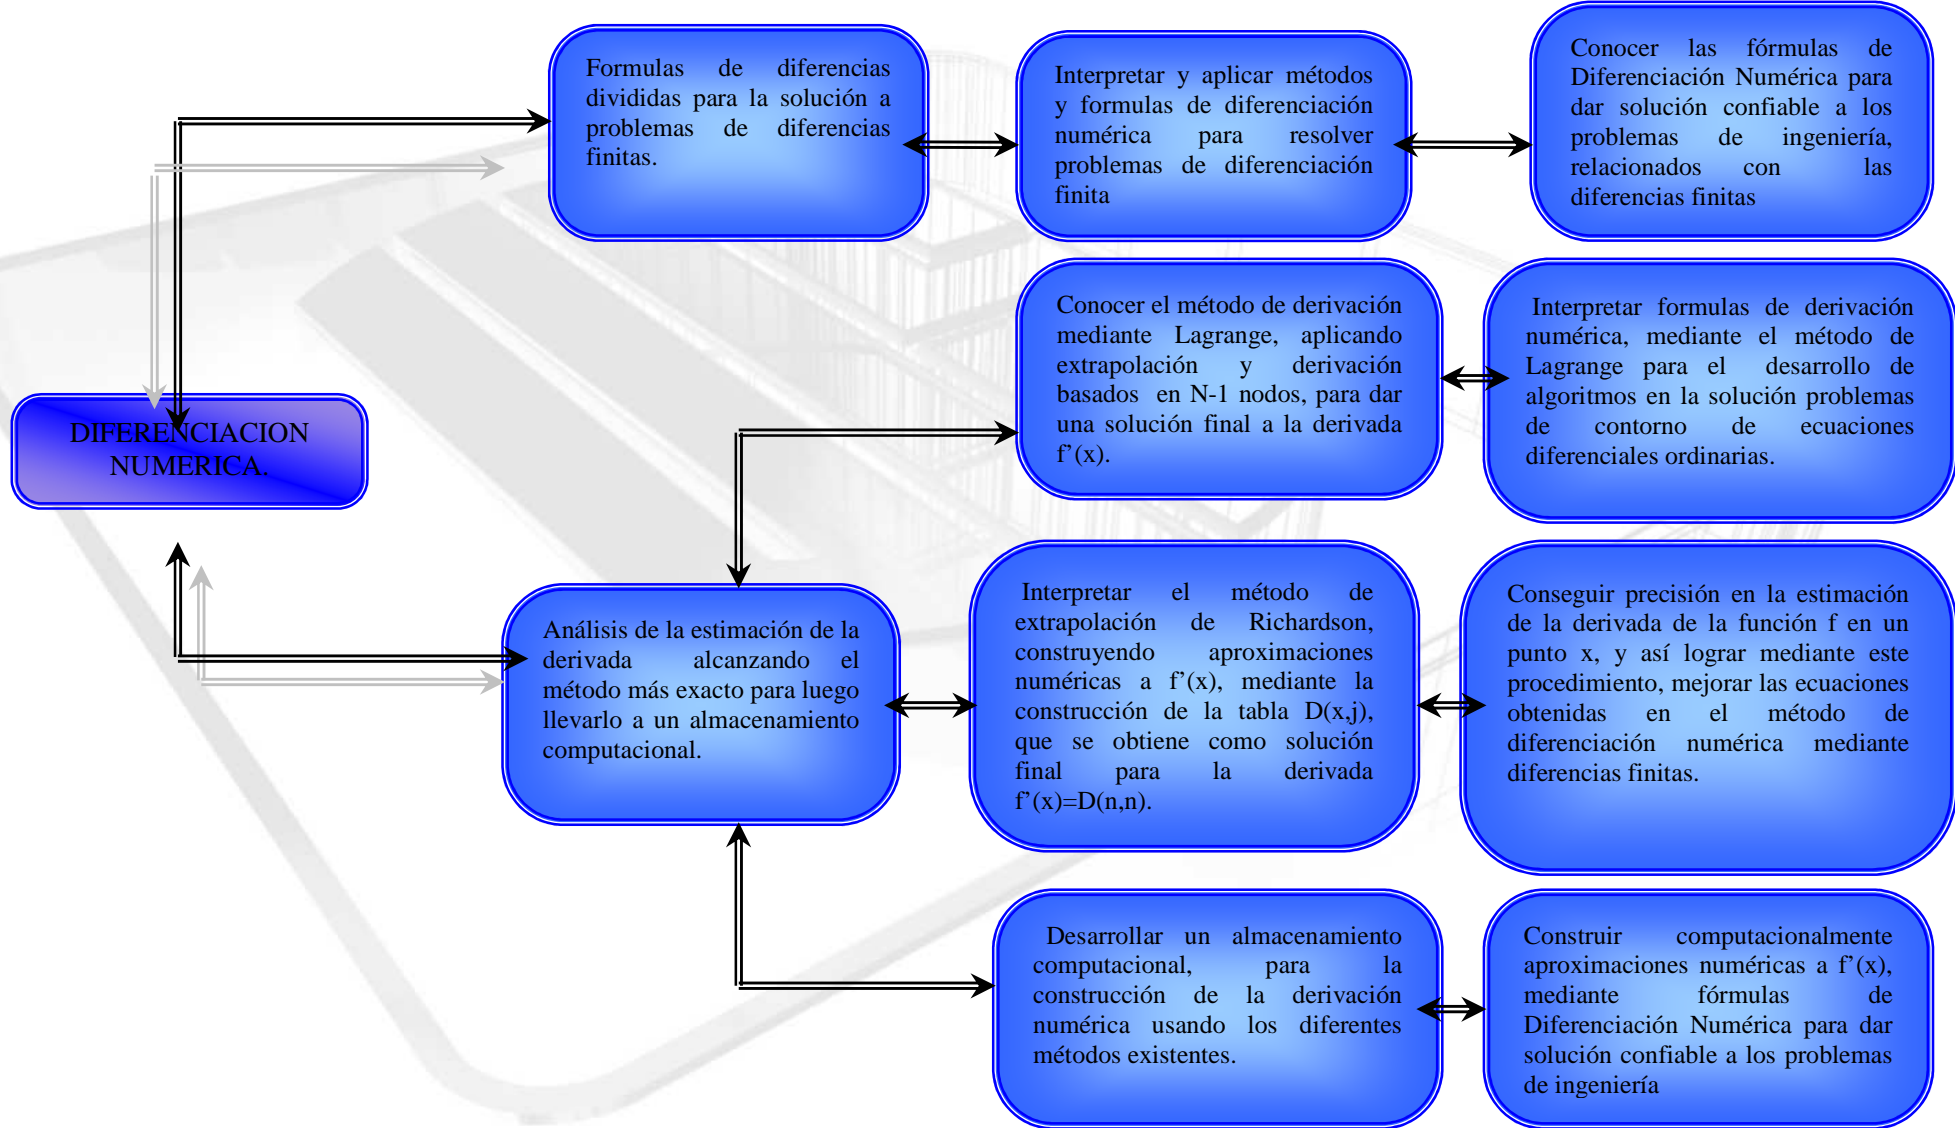 Formulas de diferencias
divididas para la solución a
problemas de diferencias
finitas.
Interpretar y aplicar métodos
y formulas de diferenciación
numérica para resolver
problemas de diferenciación
finita
Conocer las fórmulas de
Diferenciación Numérica para
dar solución confiable a los
problemas de ingeniería,
relacionados con las
diferencias finitas
Conocer el método de derivación
mediante Lagrange, aplicando
extrapolación y derivación
basados en N-1 nodos, para dar
una solución final a la derivada
f’(x).
Interpretar formulas de derivación
numérica, mediante el método de
Lagrange para el desarrollo de
algoritmos en la solución problemas
de contorno de ecuaciones
diferenciales ordinarias.
DIFERENCIACION
NUMERICA.
Análisis de la estimación de la
derivada alcanzando el
método más exacto para luego
llevarlo a un almacenamiento
computacional.
Interpretar el método de
extrapolación de Richardson,
construyendo aproximaciones
numéricas a f’(x), mediante la
construcción de la tabla D(x,j),
que se obtiene como solución
final para la derivada
f’(x)=D(n,n).
Conseguir precisión en la estimación
de la derivada de la función f en un
punto x, y así lograr mediante este
procedimiento, mejorar las ecuaciones
obtenidas en el método de
diferenciación numérica mediante
diferencias finitas.
Desarrollar un almacenamiento
computacional, para la
construcción de la derivación
numérica usando los diferentes
métodos existentes.
Construir computacionalmente
aproximaciones numéricas a f’(x),
mediante fórmulas de
Diferenciación Numérica para dar
solución confiable a los problemas
de ingeniería